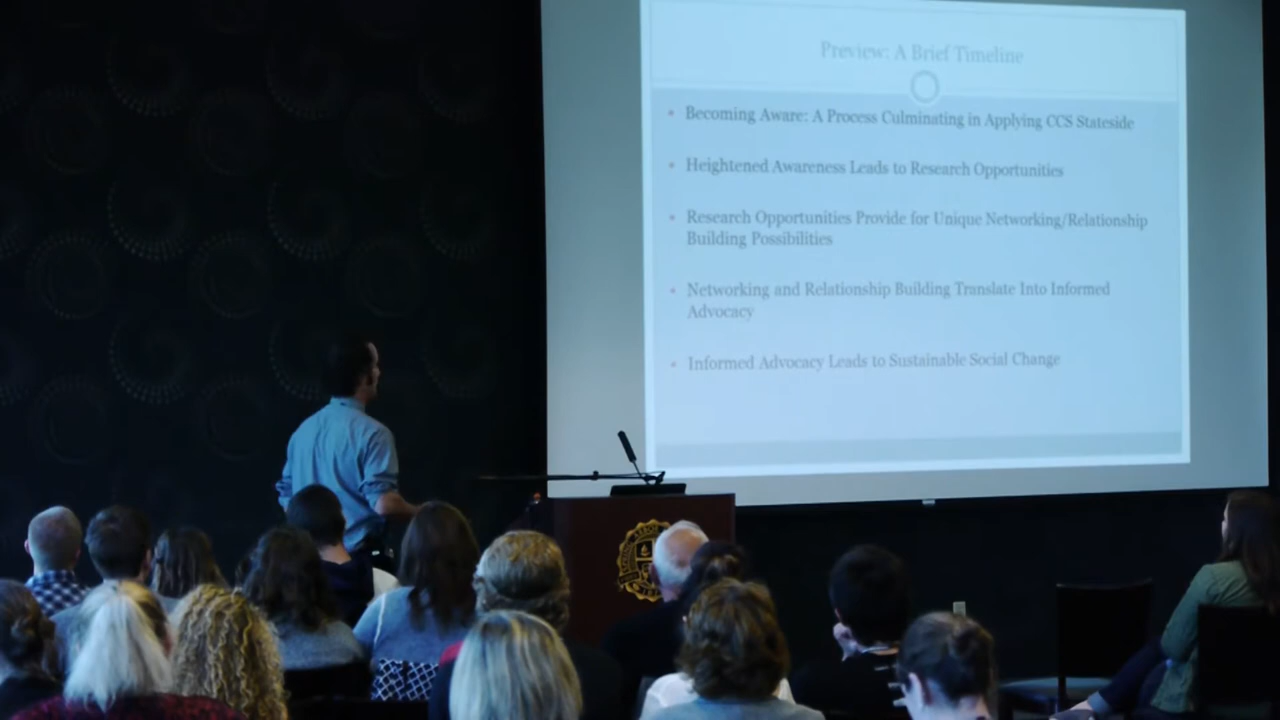 Preview: A Brief Timeline
Becoming Aware: A Process Culminating in Applying CCS Stateside
Heightened Awareness Leads to Research Opportunities
Research Opportunities Provide for Unique Networking/Relationship
Building Possibilities
Networking and Relationship Building Translate Into Informed
Advocacy
Informed Advocacy Leads to Sustainable Social Change